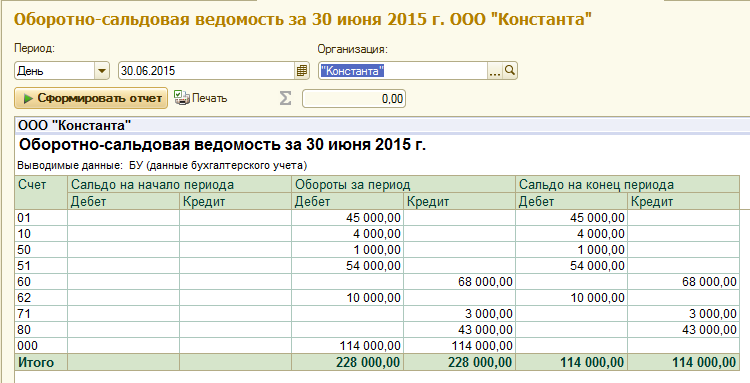 Оборотно-сальдовая ведомость за 30 июня 2015 г. ООО "Константа"
Период: Организация:
День 30.06.2015 "Константа" ...
Сформировать отчет Печать Σ 0,00
ООО "Константа"
Оборотно-сальдовая ведомость за 30 июня 2015 г.
Выводимые данные: БУ (данные бухгалтерского учета)
Счет Сальдо на начало периода Обороты за период Сальдо на конец периода
Дебет Кредит Дебет Кредит Дебет Кредит
01 45 000,00 45 000,00
10 4 000,00 4 000,00
50 1 000,00 1 000,00
51 54 000,00 54 000,00
60 68 000,00 68 000,00
62 10 000,00 10 000,00
71 3 000,00 3 000,00
80 43 000,00 43 000,00
000 114 000,00 114 000,00
Итого 228 000,00 228 000,00 114 000,00 114 000,00